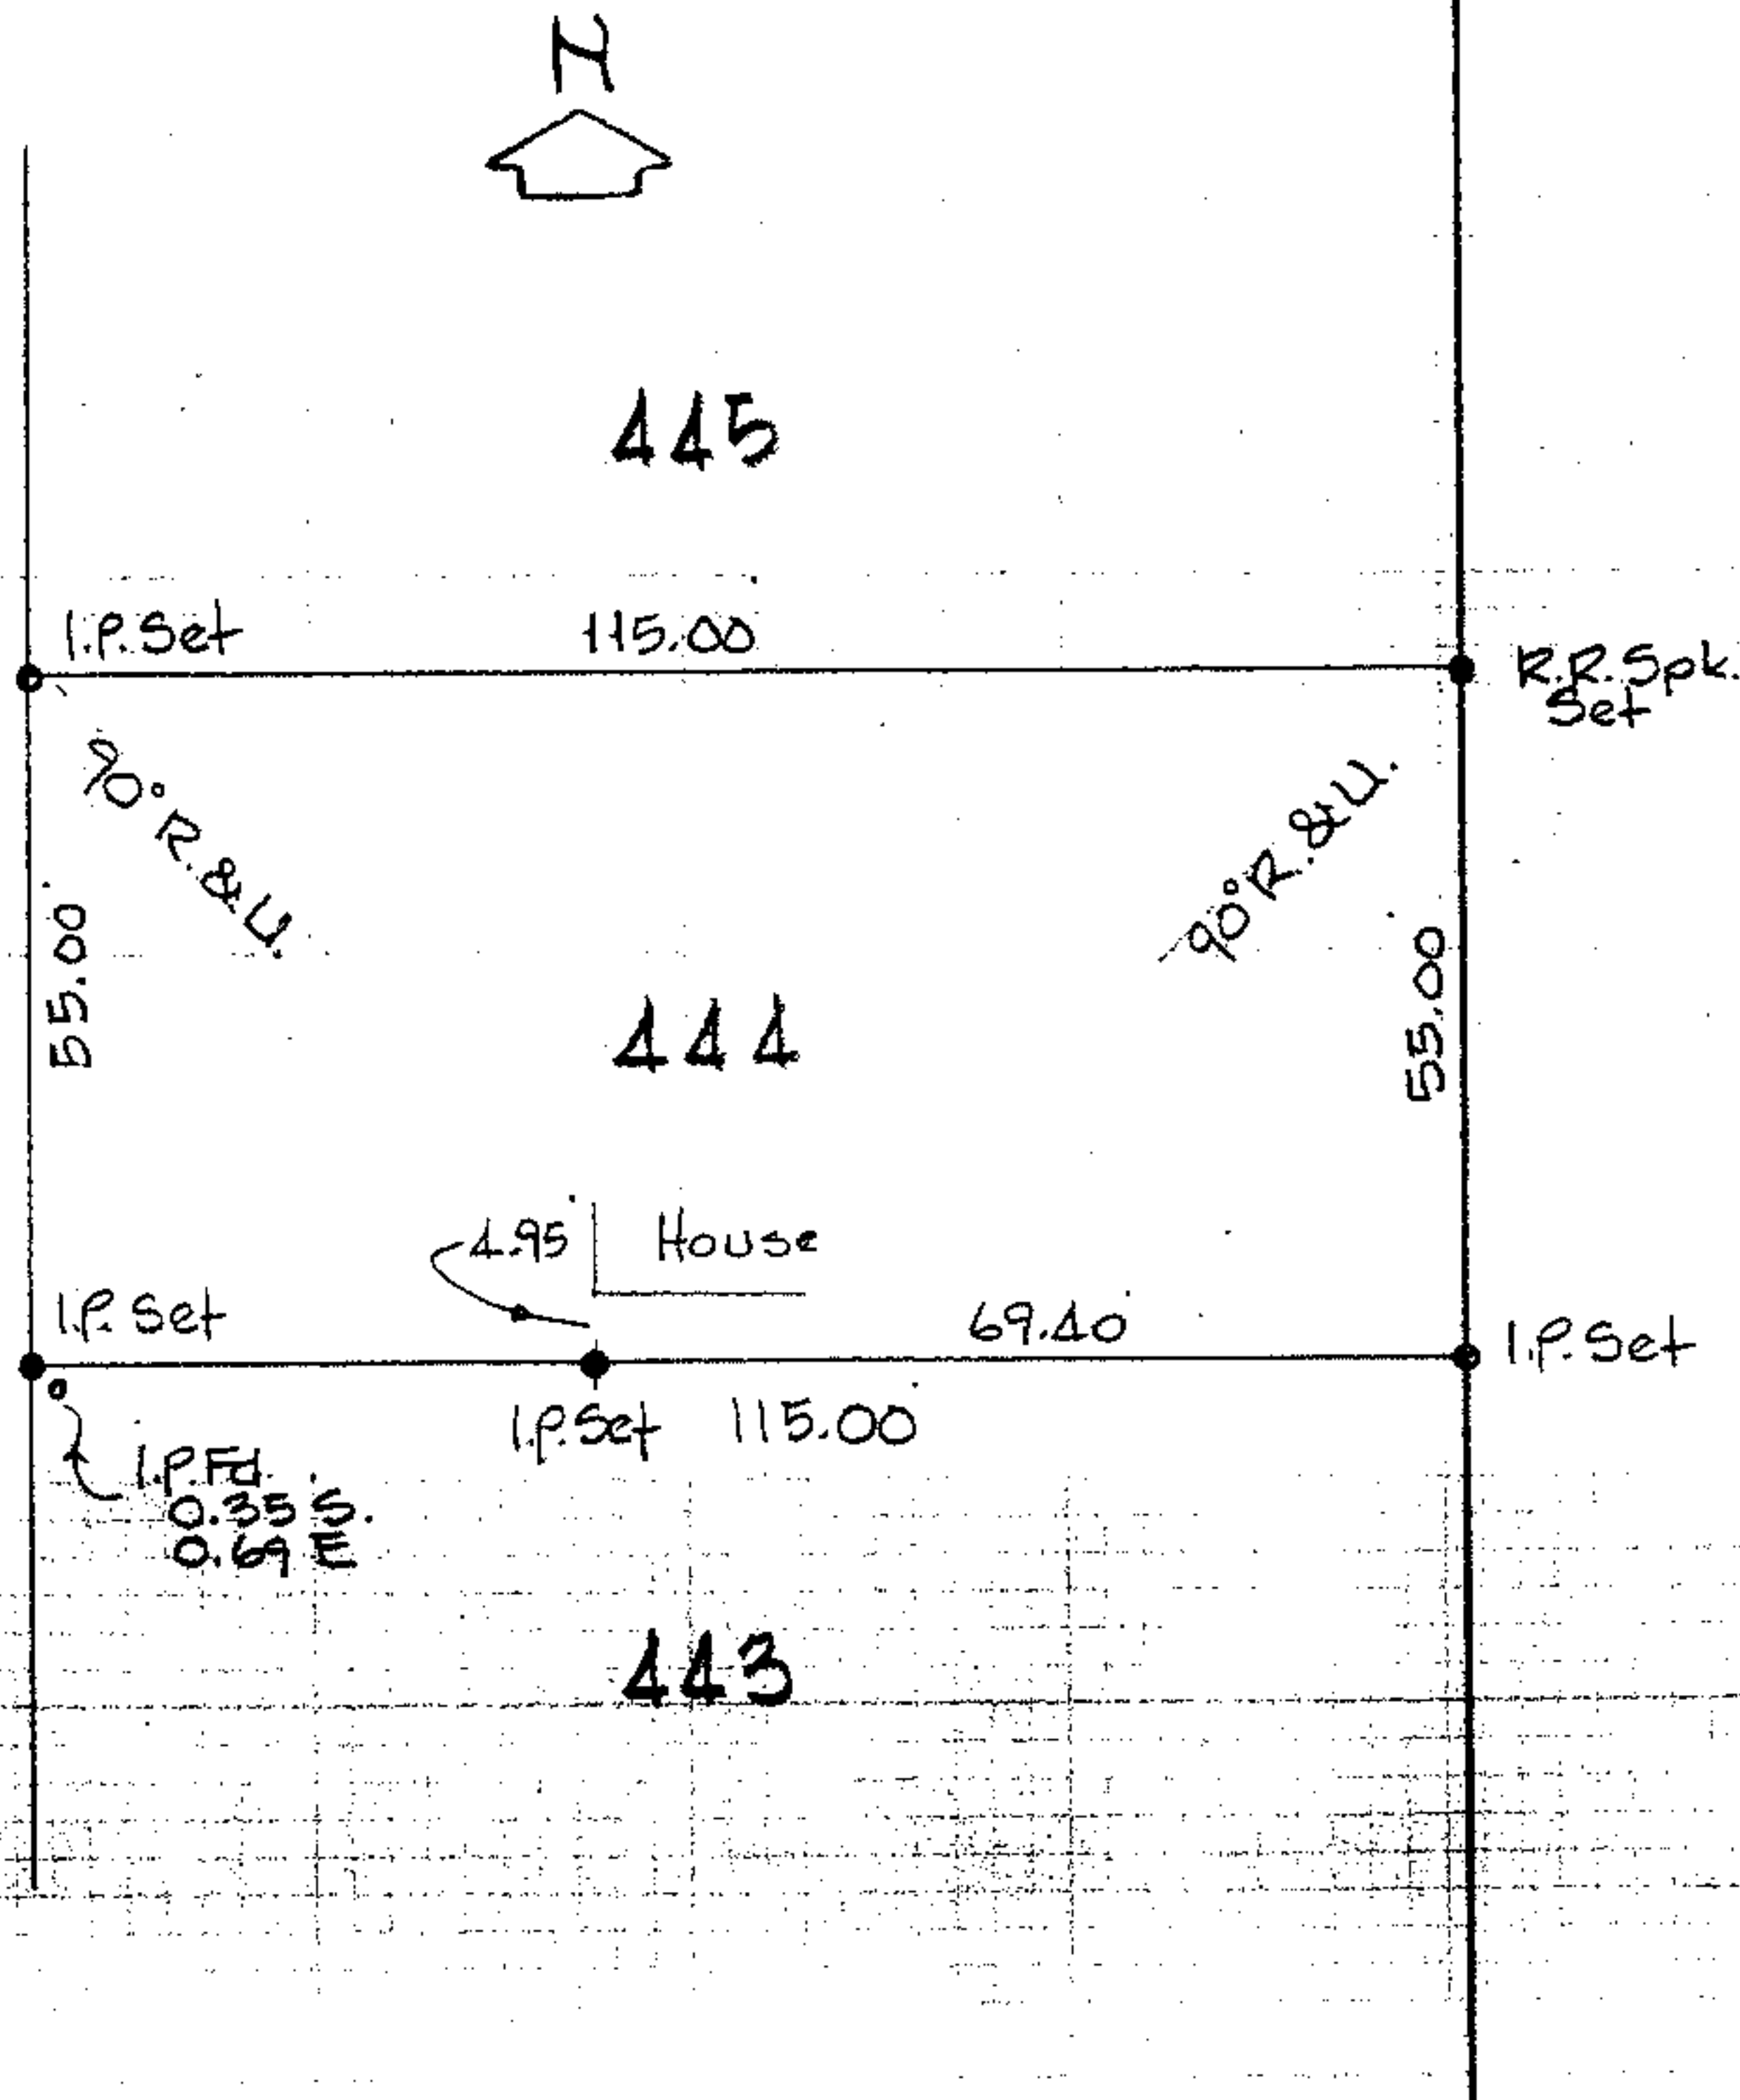 N
445
I.P. Set
115.00
R.R. Spk.
Set
90° R. & U.
90° R. & U.
55.00
55.00
444
4.95
House
I.P. Set
69.40
I.P. Set
I.P. Set
115.00
I.P. Fd.
0.35 S.
0.69 E
443